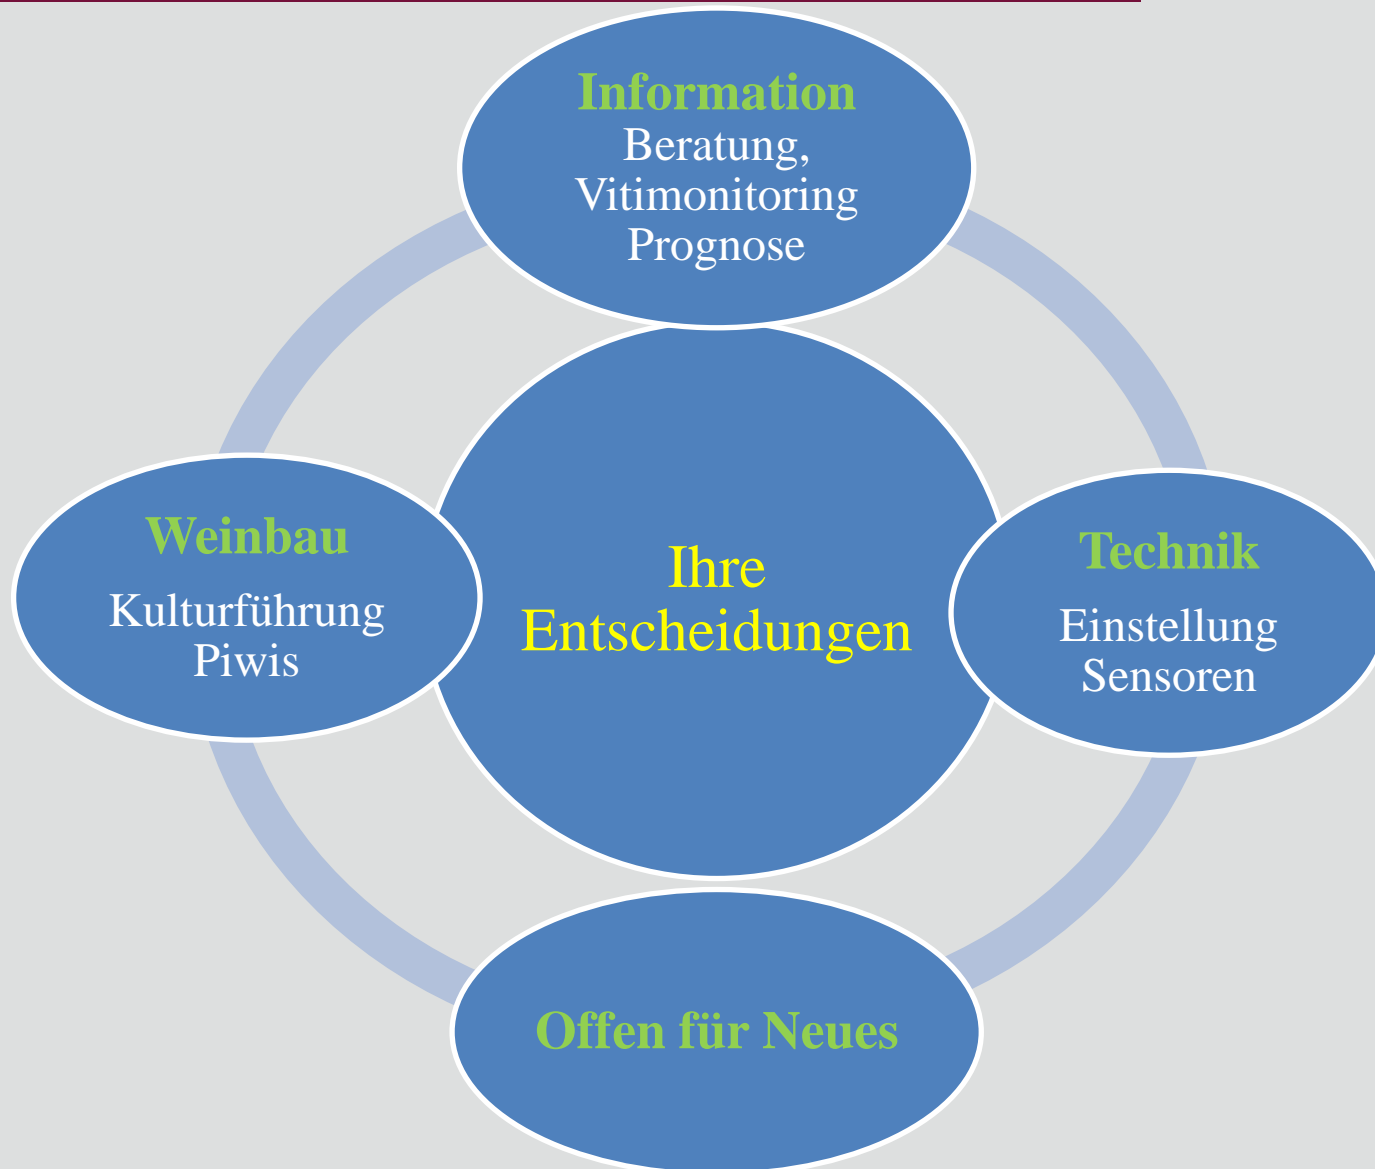 Information
Beratung,
Vitimonitoring
Prognose
Weinbau
Kulturführung
Piwis
Ihre
Entscheidungen
Technik
Einstellung
Sensoren
Offen für Neues